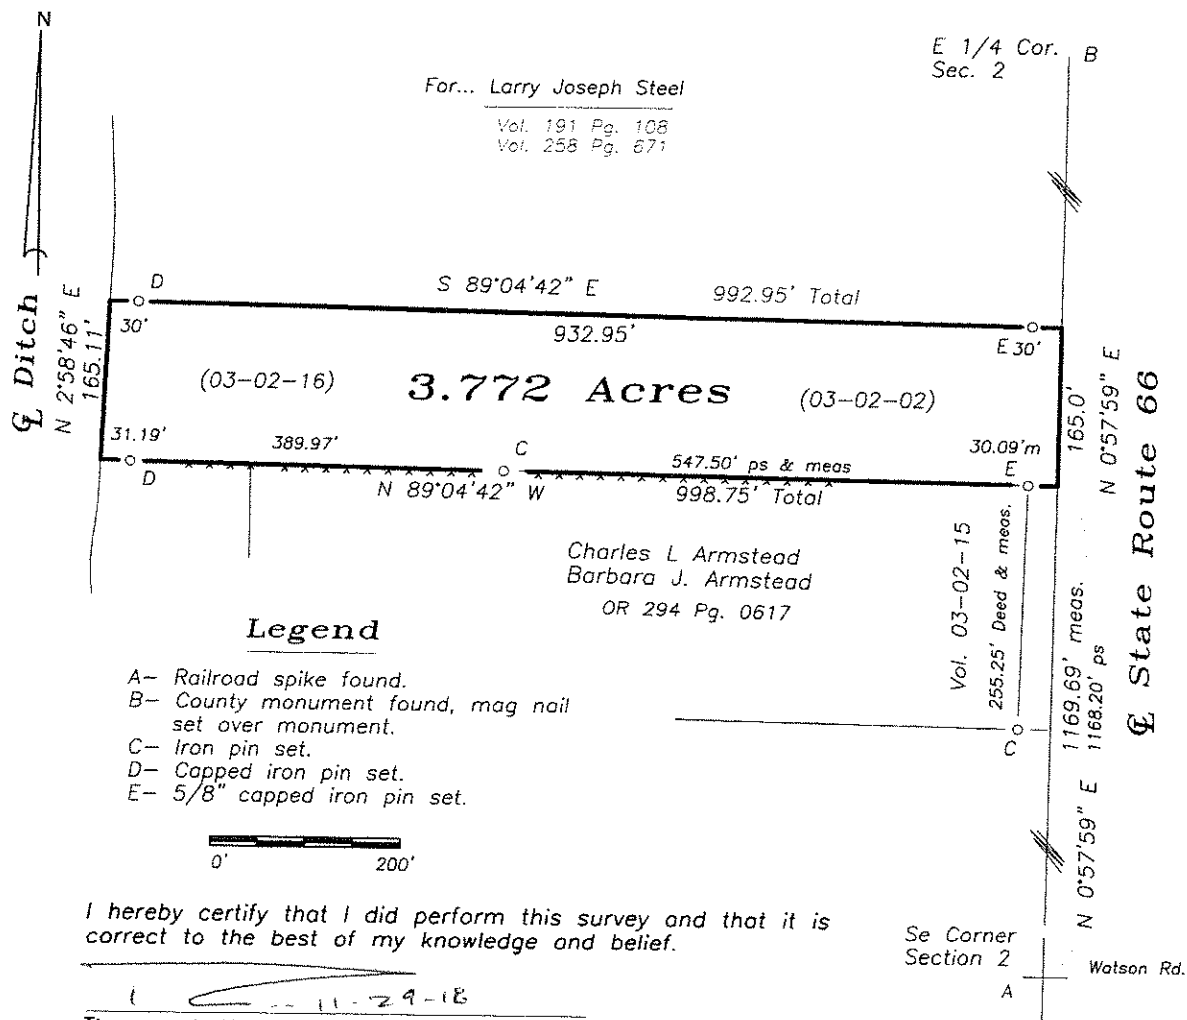 N
E 1/4 Cor. B
Sec. 2
For... Larry Joseph Steel
Vol. 191 Pg. 108
Vol. 258 Pg. 671
D
S 89°04'42" E
992.95' Total
30'
932.95'
E 30'
℄ Ditch
N 2°58'46" E
165.11'
(03-02-16)
3.772 Acres
(03-02-02)
165.0'
N 0°57'59" E
℄ State Route 66
31.19'
389.97'
C
547.50' ps & meas
30.09'm
E
D
N 89°04'42" W
998.75' Total
Charles L Armstead
Barbara J. Armstead
OR 294 Pg. 0617
Vol. 03-02-15
255.25' Deed & meas.
1169.69' meas.
1168.20' ps
N 0°57'59" E
C
Legend
A- Railroad spike found.
B- County monument found, mag nail
set over monument.
C- Iron pin set.
D- Capped iron pin set.
E- 5/8" capped iron pin set.
0' 200'
I hereby certify that I did perform this survey and that it is
correct to the best of my knowledge and belief.
Se Corner
Section 2
A
Watson Rd.
11-29-18